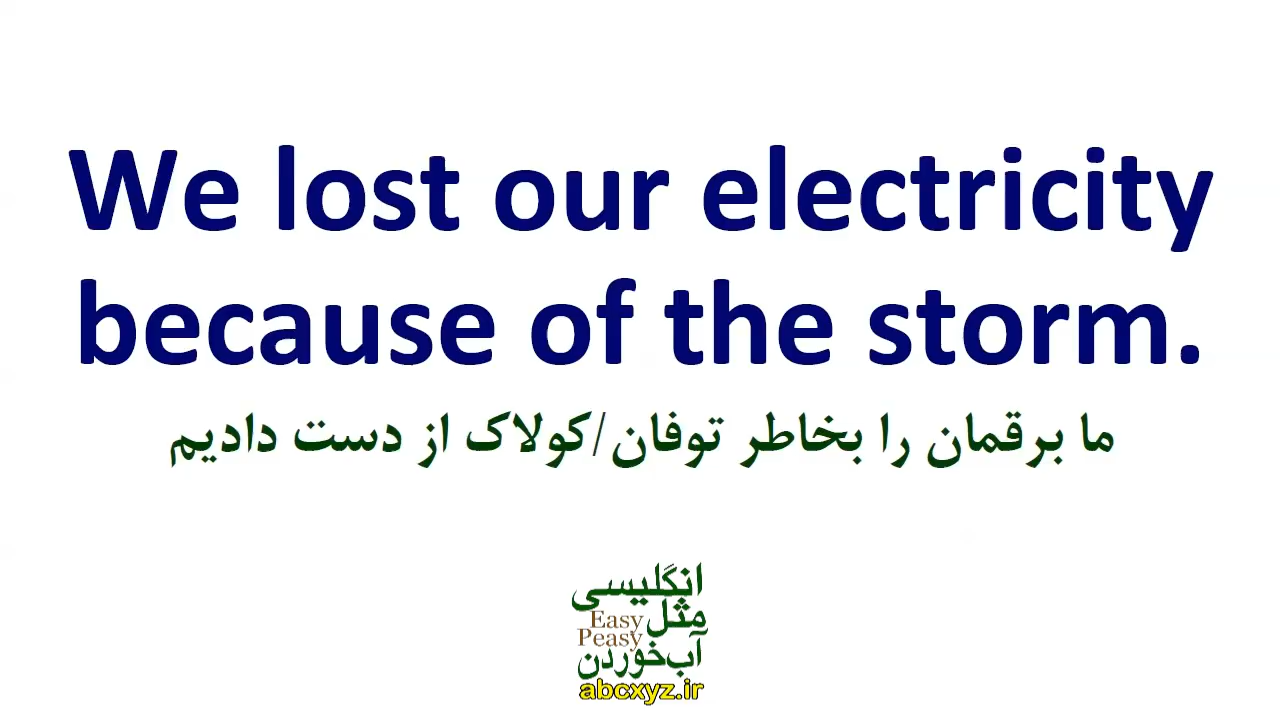 We lost our electricity
because of the storm.
ما برقمان را بخاطر توفان/کولاک از دست دادیم
انگلیسی
مثل
Easy
Peasy
آب‌خوردن
abcxyz.ir